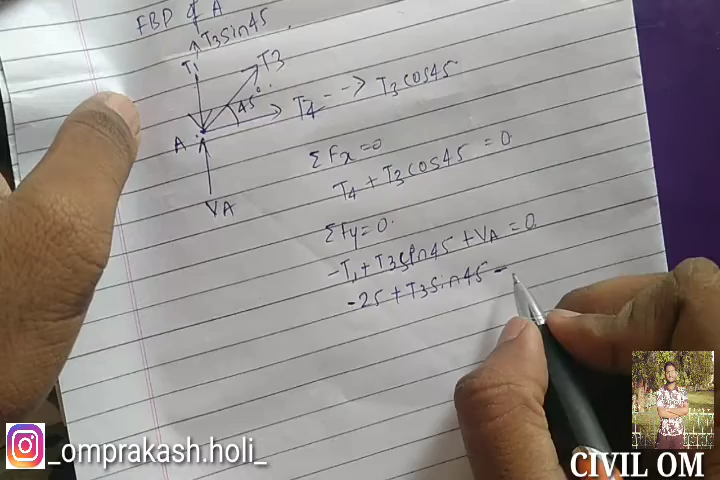 FBD of A
T3sin45
T1
T3
45°
T4 --> T3cos45
A
VA
ΣFx=0
T4 + T3cos45 = 0
ΣFy=0.
-T1 + T3sin45 + VA = 0
-25 + T3sin45 -
_omprakash.holi_
CIVIL OM